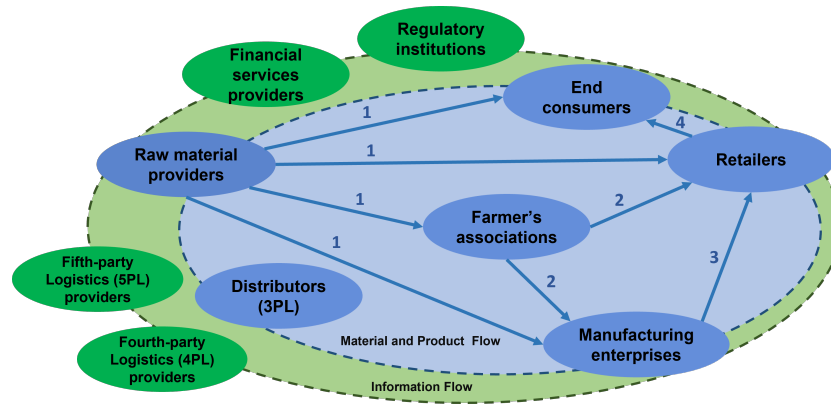 Regulatory
institutions
Financial
services
providers
End
consumers
1
4
Raw material
providers
1
Retailers
1
2
Farmer's
associations
1
3
Fifth-party
Logistics (5PL)
providers
Distributors
(3PL)
2
Fourth-party
Logistics (4PL)
providers
Material and Product Flow
Manufacturing
enterprises
Information Flow